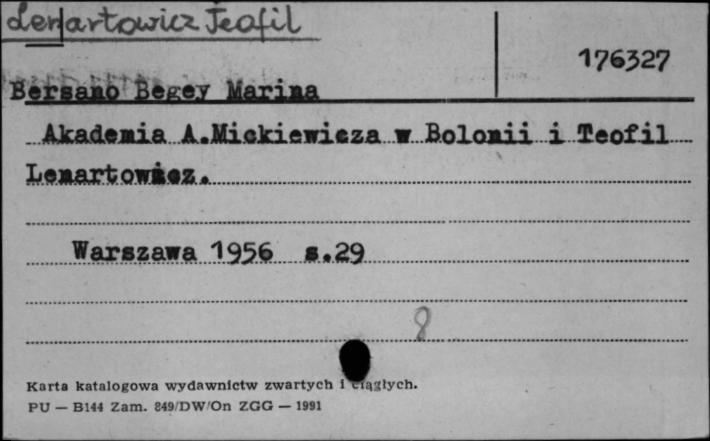 Lenartowicz Teofil
176327
Bersano Begey Marina
Akademia A.Mickiewicza w Bolonii i Teofil
Lenartowicz.
Warszawa 1956 s.29
8
Karta katalogowa wydawnictw zwartych i ciągłych.
PU — B144 Zam. 849/DW/On ZGG — 1991